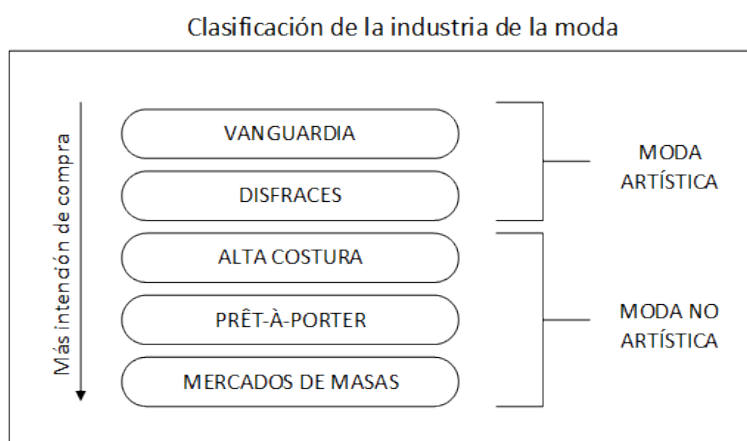 Clasificación de la industria de la moda
Más intención de compra
VANGUARDIA
DISFRACES
ALTA COSTURA
PRÊT-À-PORTER
MERCADOS DE MASAS
MODA
ARTÍSTICA
MODA NO
ARTÍSTICA